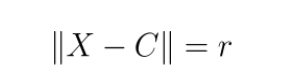 ‖X − C‖ = r